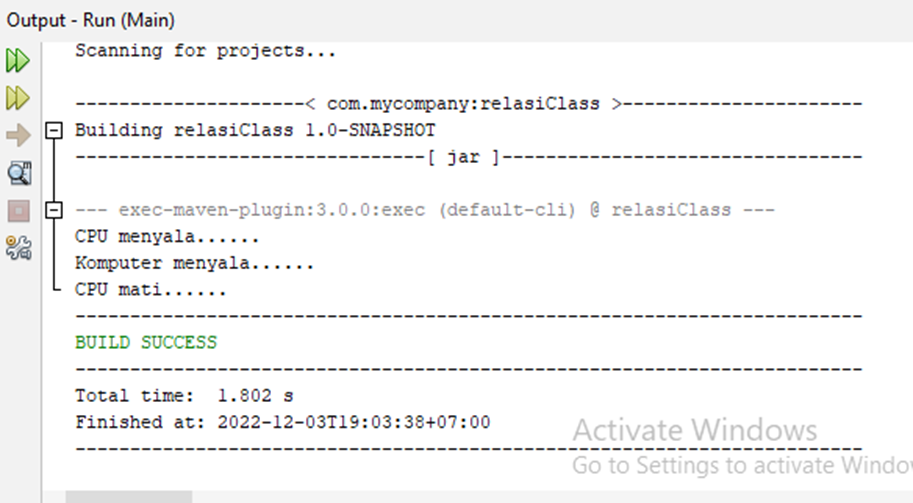 Output - Run (Main)
Scanning for projects...
---------------------< com.mycompany:relasiClass >----------------------
Building relasiClass 1.0-SNAPSHOT
--------------------------------[ jar ]---------------------------------
--- exec-maven-plugin:3.0.0:exec (default-cli) @ relasiClass ---
CPU menyala......
Komputer menyala......
CPU mati......
------------------------------------------------------------------------
BUILD SUCCESS
------------------------------------------------------------------------
Total time:  1.802 s
Finished at: 2022-12-03T19:03:38+07:00
------------------------------------------------------------------------
Activate Windows
Go to Settings to activate Windo